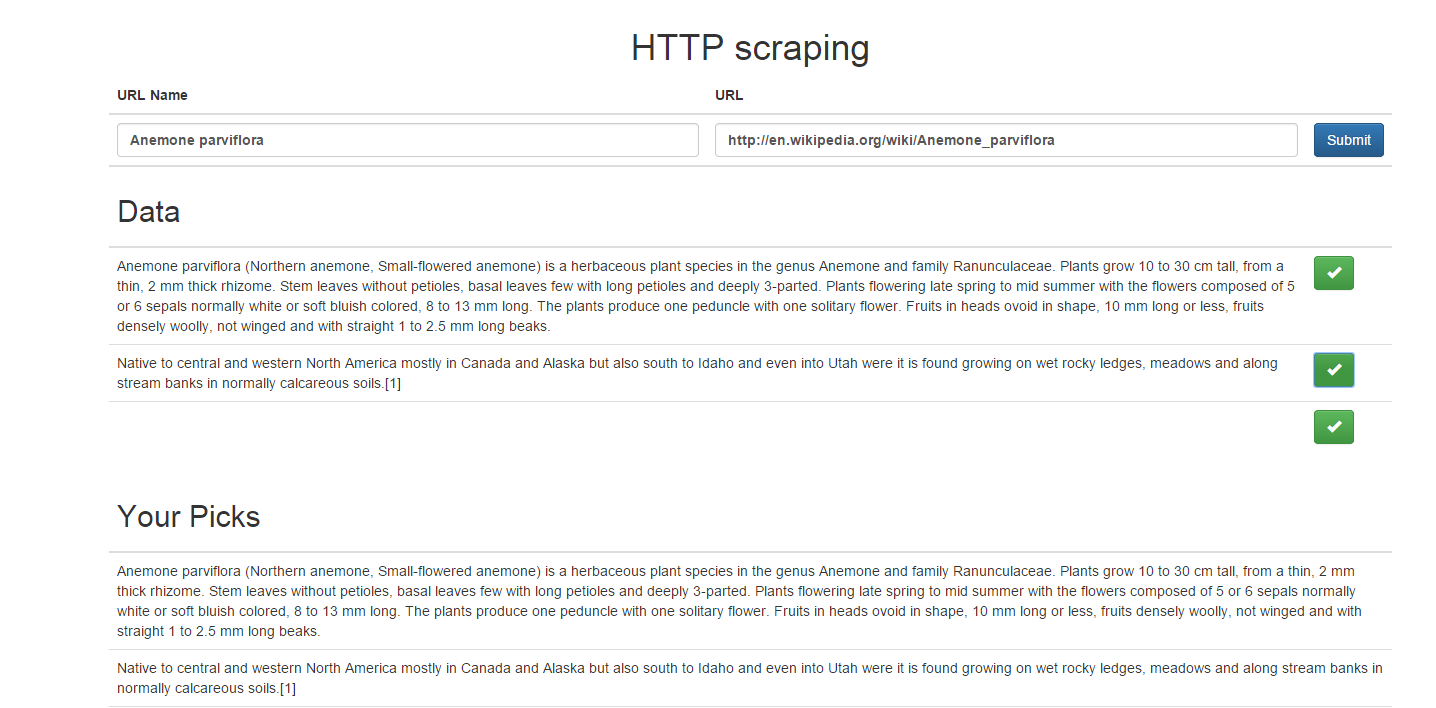 HTTP scraping
URL Name URL
Anemone parviflora http://en.wikipedia.org/wiki/Anemone_parviflora Submit
Data
Anemone parviflora (Northern anemone, Small-flowered anemone) is a herbaceous plant species in the genus Anemone and family Ranunculaceae. Plants grow 10 to 30 cm tall, from a
thin, 2 mm thick rhizome. Stem leaves without petioles, basal leaves few with long petioles and deeply 3-parted. Plants flowering late spring to mid summer with the flowers composed of 5
or 6 sepals normally white or soft bluish colored, 8 to 13 mm long. The plants produce one peduncle with one solitary flower. Fruits in heads ovoid in shape, 10 mm long or less, fruits
densely woolly, not winged and with straight 1 to 2.5 mm long beaks.
Native to central and western North America mostly in Canada and Alaska but also south to Idaho and even into Utah were it is found growing on wet rocky ledges, meadows and along
stream banks in normally calcareous soils.[1]
Your Picks
Anemone parviflora (Northern anemone, Small-flowered anemone) is a herbaceous plant species in the genus Anemone and family Ranunculaceae. Plants grow 10 to 30 cm tall, from a thin, 2 mm
thick rhizome. Stem leaves without petioles, basal leaves few with long petioles and deeply 3-parted. Plants flowering late spring to mid summer with the flowers composed of 5 or 6 sepals normally
white or soft bluish colored, 8 to 13 mm long. The plants produce one peduncle with one solitary flower. Fruits in heads ovoid in shape, 10 mm long or less, fruits densely woolly, not winged and with
straight 1 to 2.5 mm long beaks.
Native to central and western North America mostly in Canada and Alaska but also south to Idaho and even into Utah were it is found growing on wet rocky ledges, meadows and along stream banks in
normally calcareous soils.[1]